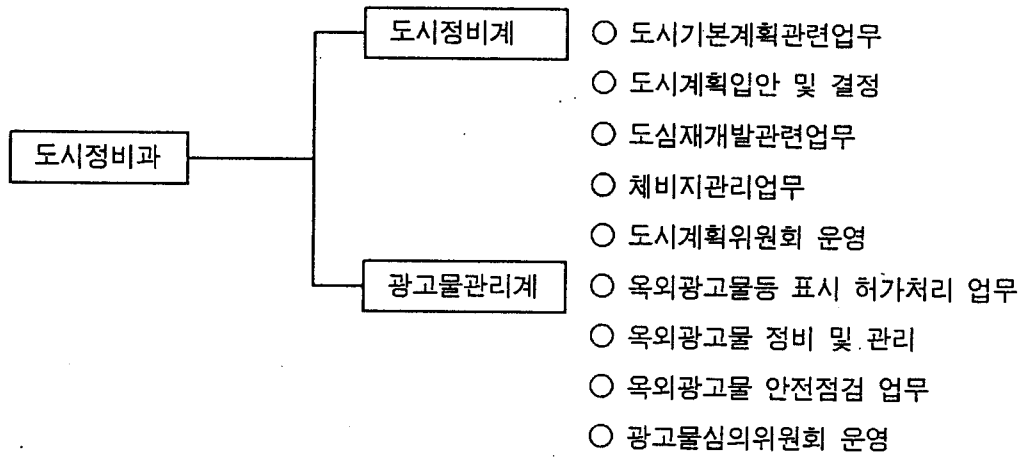 도시정비계 ○ 도시기본계획관련업무
○ 도시계획입안 및 결정
도시정비과 ○ 도심재개발관련업무
○ 체비지관리업무
○ 도시계획위원회 운영
광고물관리계 ○ 옥외광고물등 표시 허가처리 업무
○ 옥외광고물 정비 및 관리
○ 옥외광고물 안전점검 업무
○ 광고물심의위원회 운영